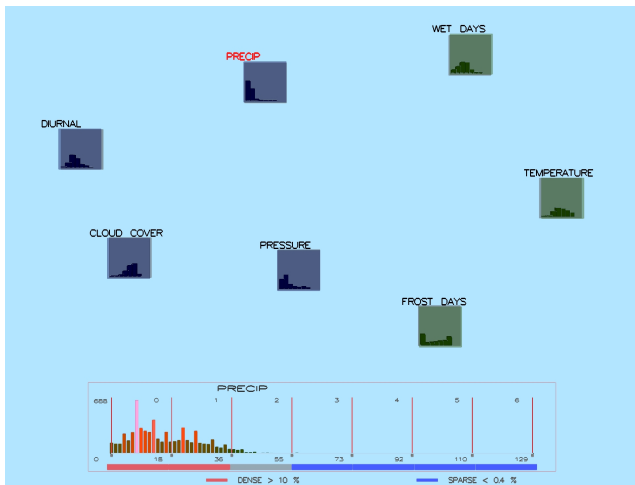 WET DAYS
PRECIP
DIURNAL
TEMPERATURE
CLOUD COVER
PRESSURE
FROST DAYS
PRECIP
668 0 1 2 3 4 5 6
0 18 36 55 73 92 110 129
DENSE > 10 % SPARSE < 0.4 %